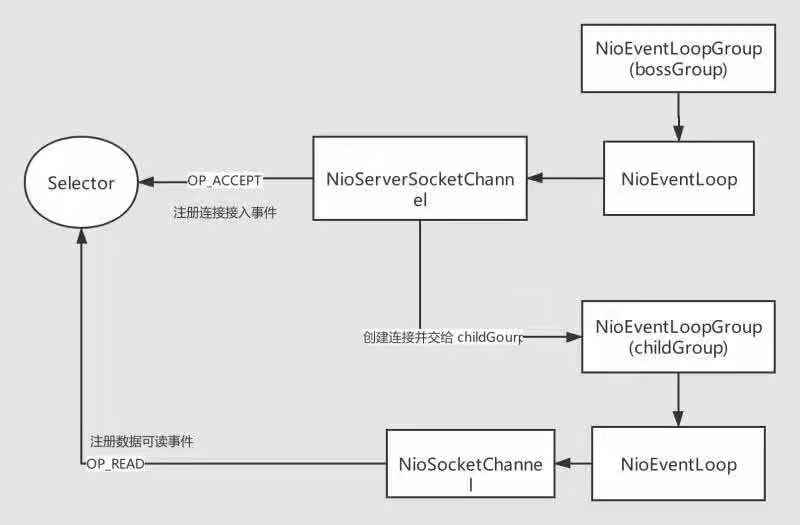 NioEventLoopGroup
(bossGroup)
Selector
OP_ACCEPT
注册连接接入事件
NioServerSocketChann
el
NioEventLoop
创建连接并交给 childGourp
NioEventLoopGroup
(childGroup)
注册数据可读事件
OP_READ
NioSocketChanne
l
NioEventLoop